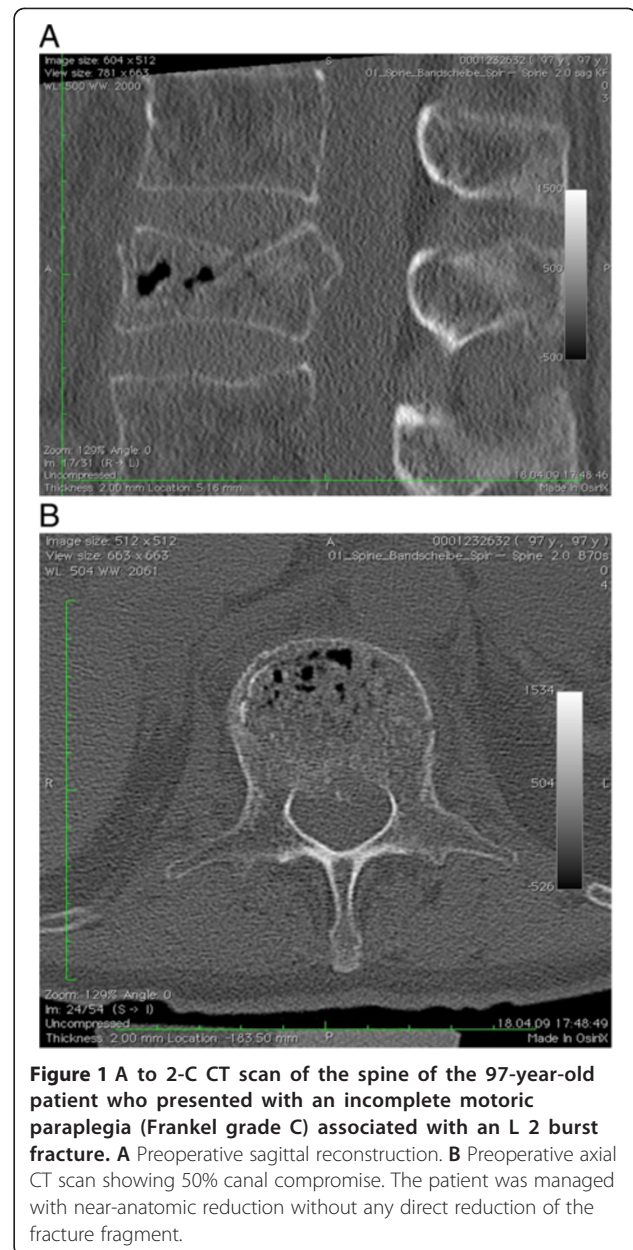 A
Image size: 604 x 512
View size: 781 x 663
WL: 500 WW: 2000
S
0001232632 ( 97 y , 97 y )
01_Spine_Bandscheibe_Spir — Spine 2.0 sag KF
0
3
1500
A
500
P
-500
Zoom: 129% Angle: 0
Im: 17/31 (R -> L)
Uncompressed
Thickness: 2.00 mm Location: 5.16 mm
I
18.04.09 17:48:46
Made In OsiriX
B
Image size: 512 x 512
View size: 663 x 663
WL: 504 WW: 2061
A
0001232632 ( 97 y , 97 y )
01_Spine_Bandscheibe_Spir — Spine 2.0 B70s
0
4
1534
R
504
L
-526
Zoom: 129% Angle: 0
Im: 24/54 (S -> I)
Uncompressed
Thickness: 2.00 mm Location: -183.50 mm
P
18.04.09 17:48:49
Made In OsiriX
Figure 1 A to 2-C CT scan of the spine of the 97-year-old
patient who presented with an incomplete motoric
paraplegia (Frankel grade C) associated with an L 2 burst
fracture. A Preoperative sagittal reconstruction. B Preoperative axial
CT scan showing 50% canal compromise. The patient was managed
with near-anatomic reduction without any direct reduction of the
fracture fragment.